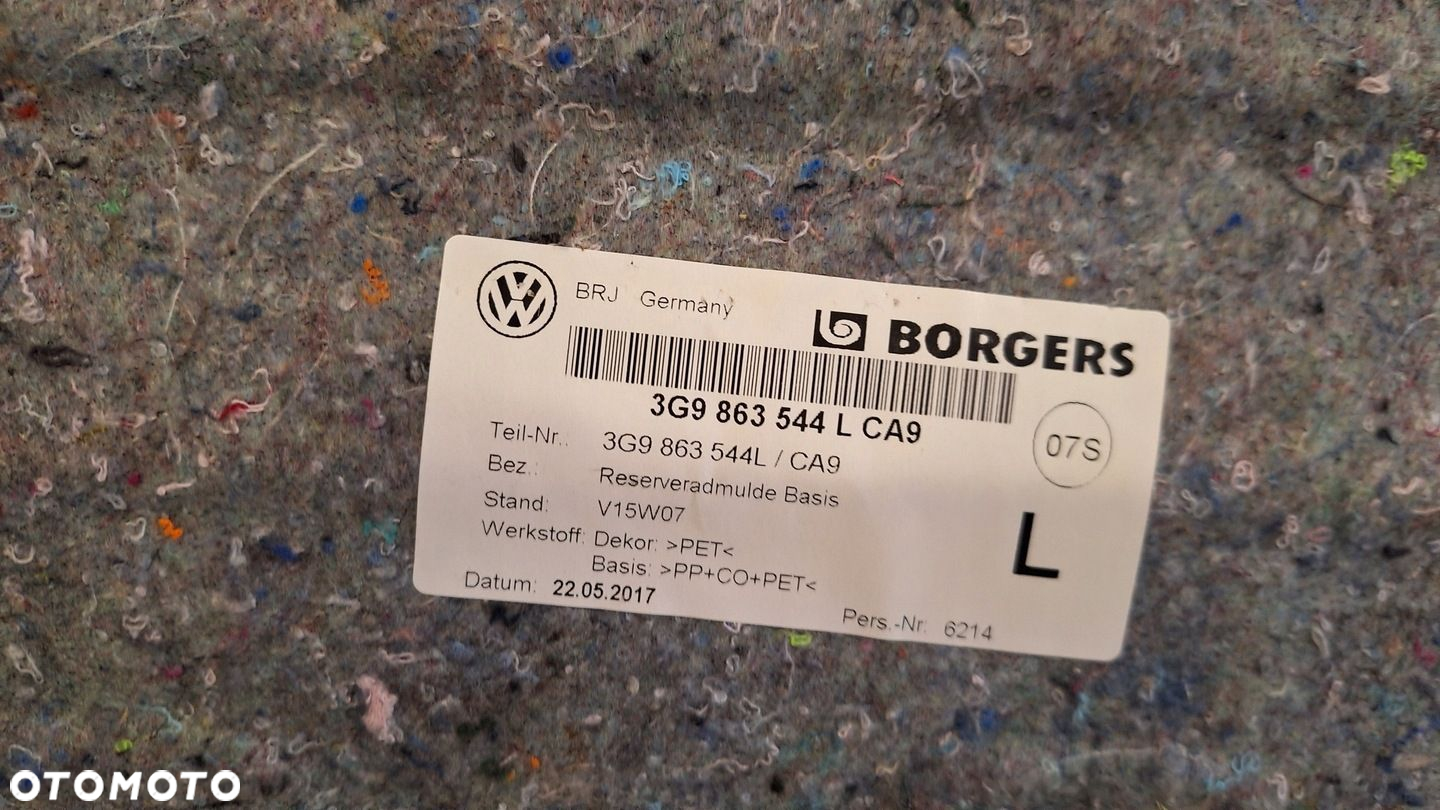 BRJ Germany
BORGERS
3G9 863 544 L CA9
07S
Teil-Nr.: 3G9 863 544L / CA9
Bez.: Reserveradmulde Basis
Stand: V15W07
L
Werkstoff: Dekor: >PET<
Basis: >PP+CO+PET<
Datum: 22.05.2017
Pers.-Nr: 6214
OTOMOTO